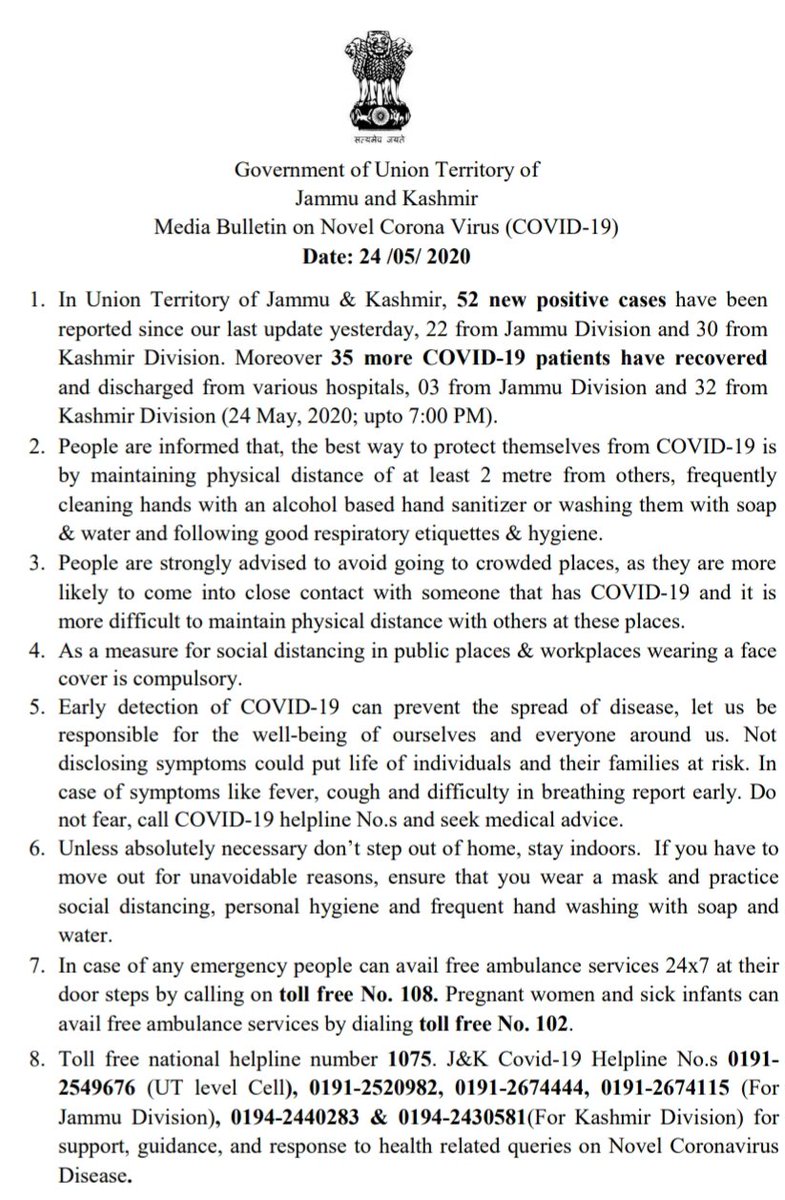 सत्यमेव जयते
Government of Union Territory of
Jammu and Kashmir
Media Bulletin on Novel Corona Virus (COVID-19)
Date: 24 /05/ 2020
1. In Union Territory of Jammu & Kashmir, 52 new positive cases have been
reported since our last update yesterday, 22 from Jammu Division and 30 from
Kashmir Division. Moreover 35 more COVID-19 patients have recovered
and discharged from various hospitals, 03 from Jammu Division and 32 from
Kashmir Division (24 May, 2020; upto 7:00 PM).
2. People are informed that, the best way to protect themselves from COVID-19 is
by maintaining physical distance of at least 2 metre from others, frequently
cleaning hands with an alcohol based hand sanitizer or washing them with soap
& water and following good respiratory etiquettes & hygiene.
3. People are strongly advised to avoid going to crowded places, as they are more
likely to come into close contact with someone that has COVID-19 and it is
more difficult to maintain physical distance with others at these places.
4. As a measure for social distancing in public places & workplaces wearing a face
cover is compulsory.
5. Early detection of COVID-19 can prevent the spread of disease, let us be
responsible for the well-being of ourselves and everyone around us. Not
disclosing symptoms could put life of individuals and their families at risk. In
case of symptoms like fever, cough and difficulty in breathing report early. Do
not fear, call COVID-19 helpline No.s and seek medical advice.
6. Unless absolutely necessary don’t step out of home, stay indoors. If you have to
move out for unavoidable reasons, ensure that you wear a mask and practice
social distancing, personal hygiene and frequent hand washing with soap and
water.
7. In case of any emergency people can avail free ambulance services 24x7 at their
door steps by calling on toll free No. 108. Pregnant women and sick infants can
avail free ambulance services by dialing toll free No. 102.
8. Toll free national helpline number 1075. J&K Covid-19 Helpline No.s 0191-
2549676 (UT level Cell), 0191-2520982, 0191-2674444, 0191-2674115 (For
Jammu Division), 0194-2440283 & 0194-2430581(For Kashmir Division) for
support, guidance, and response to health related queries on Novel Coronavirus
Disease.